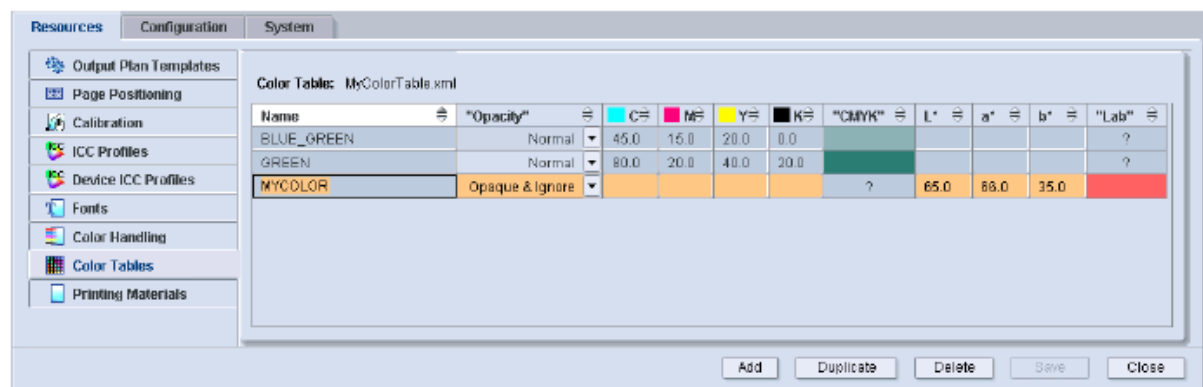 Resources Configuration System
Output Plan Templates
Page Positioning
Calibration
ICC Profiles
Device ICC Profiles
Fonts
Color Handling
Color Tables
Printing Materials
Color Table: MyColorTable.xml
Name "Opacity" C M Y K "CMYK" L* a* b* "Lab"
BLUE_GREEN Normal 45.0 15.0 20.0 0.0 ?
GREEN Normal 80.0 20.0 40.0 20.0 ?
MYCOLOR Opaque & Ignore ? 65.0 66.0 35.0
Add Duplicate Delete Save Close